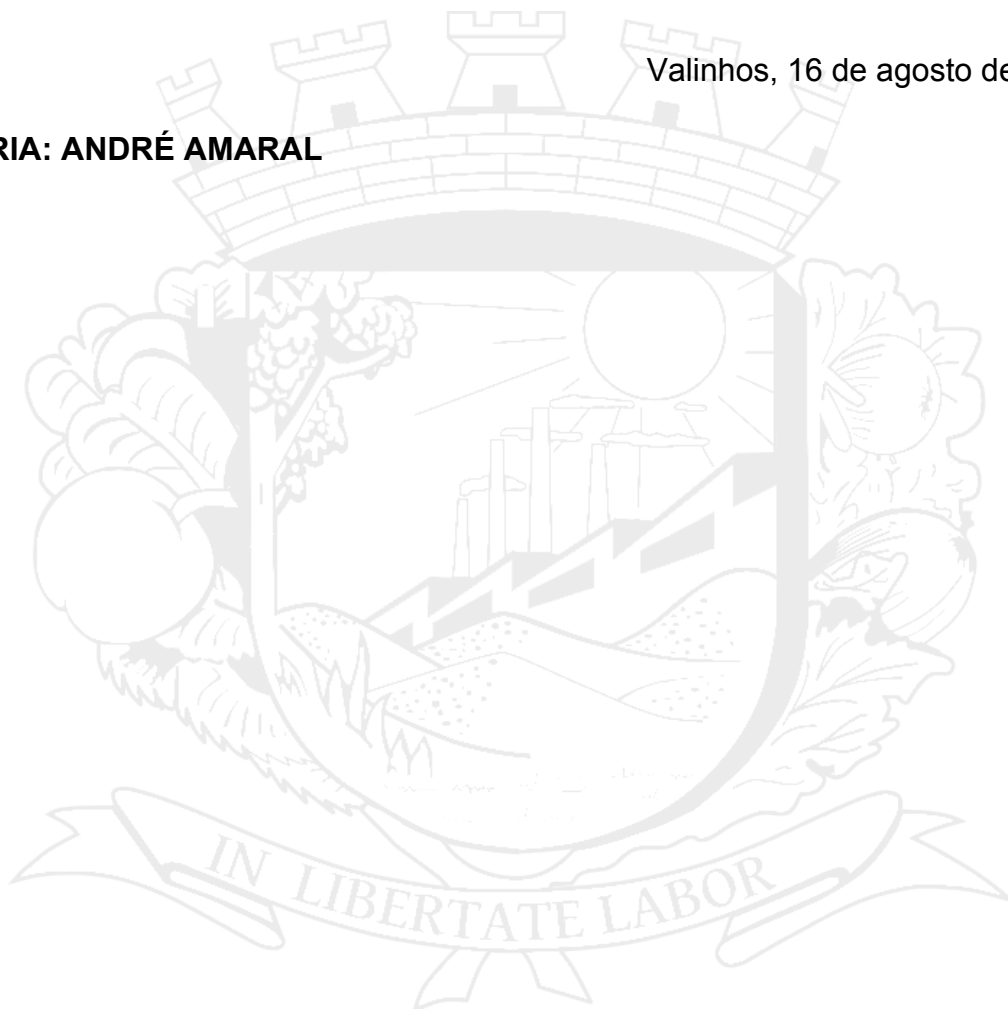 Valinhos, 16 de agosto de
RIA: ANDRÉ AMARAL
IN LIBERTATE LABOR